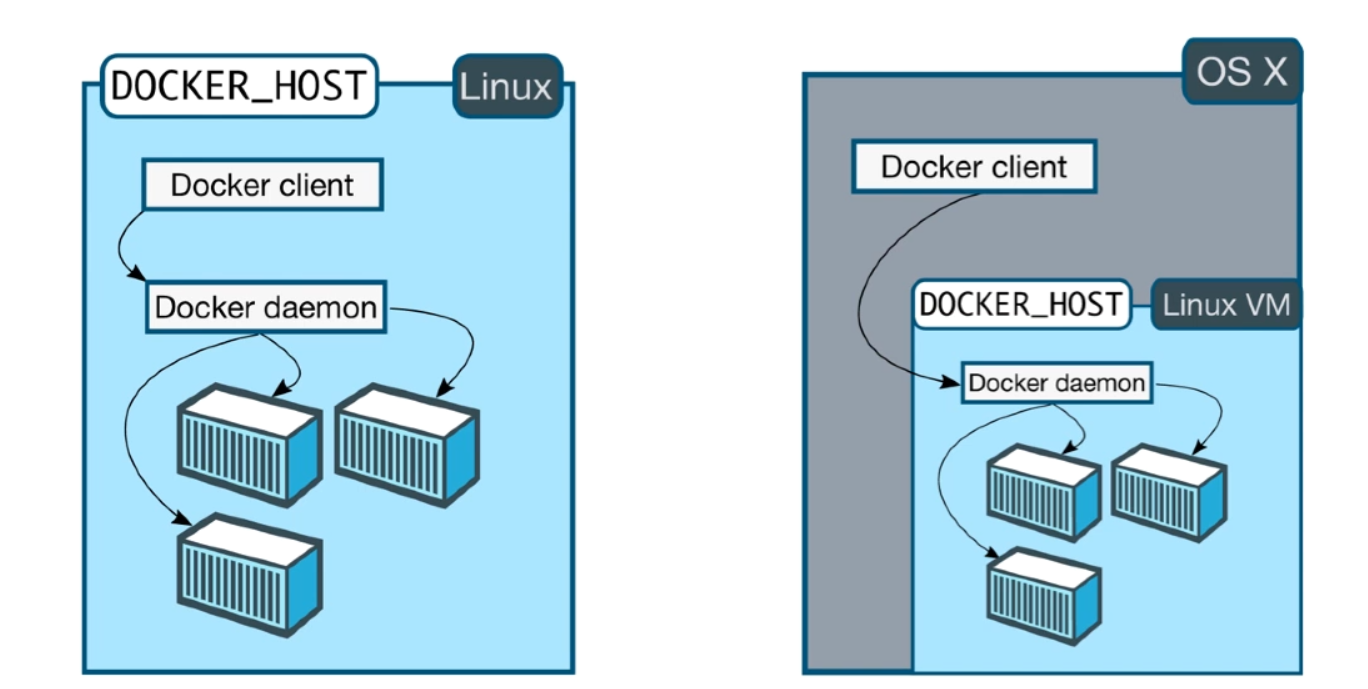 DOCKER_HOST
Linux
Docker client
Docker daemon
OS X
Docker client
DOCKER_HOST
Linux VM
Docker daemon